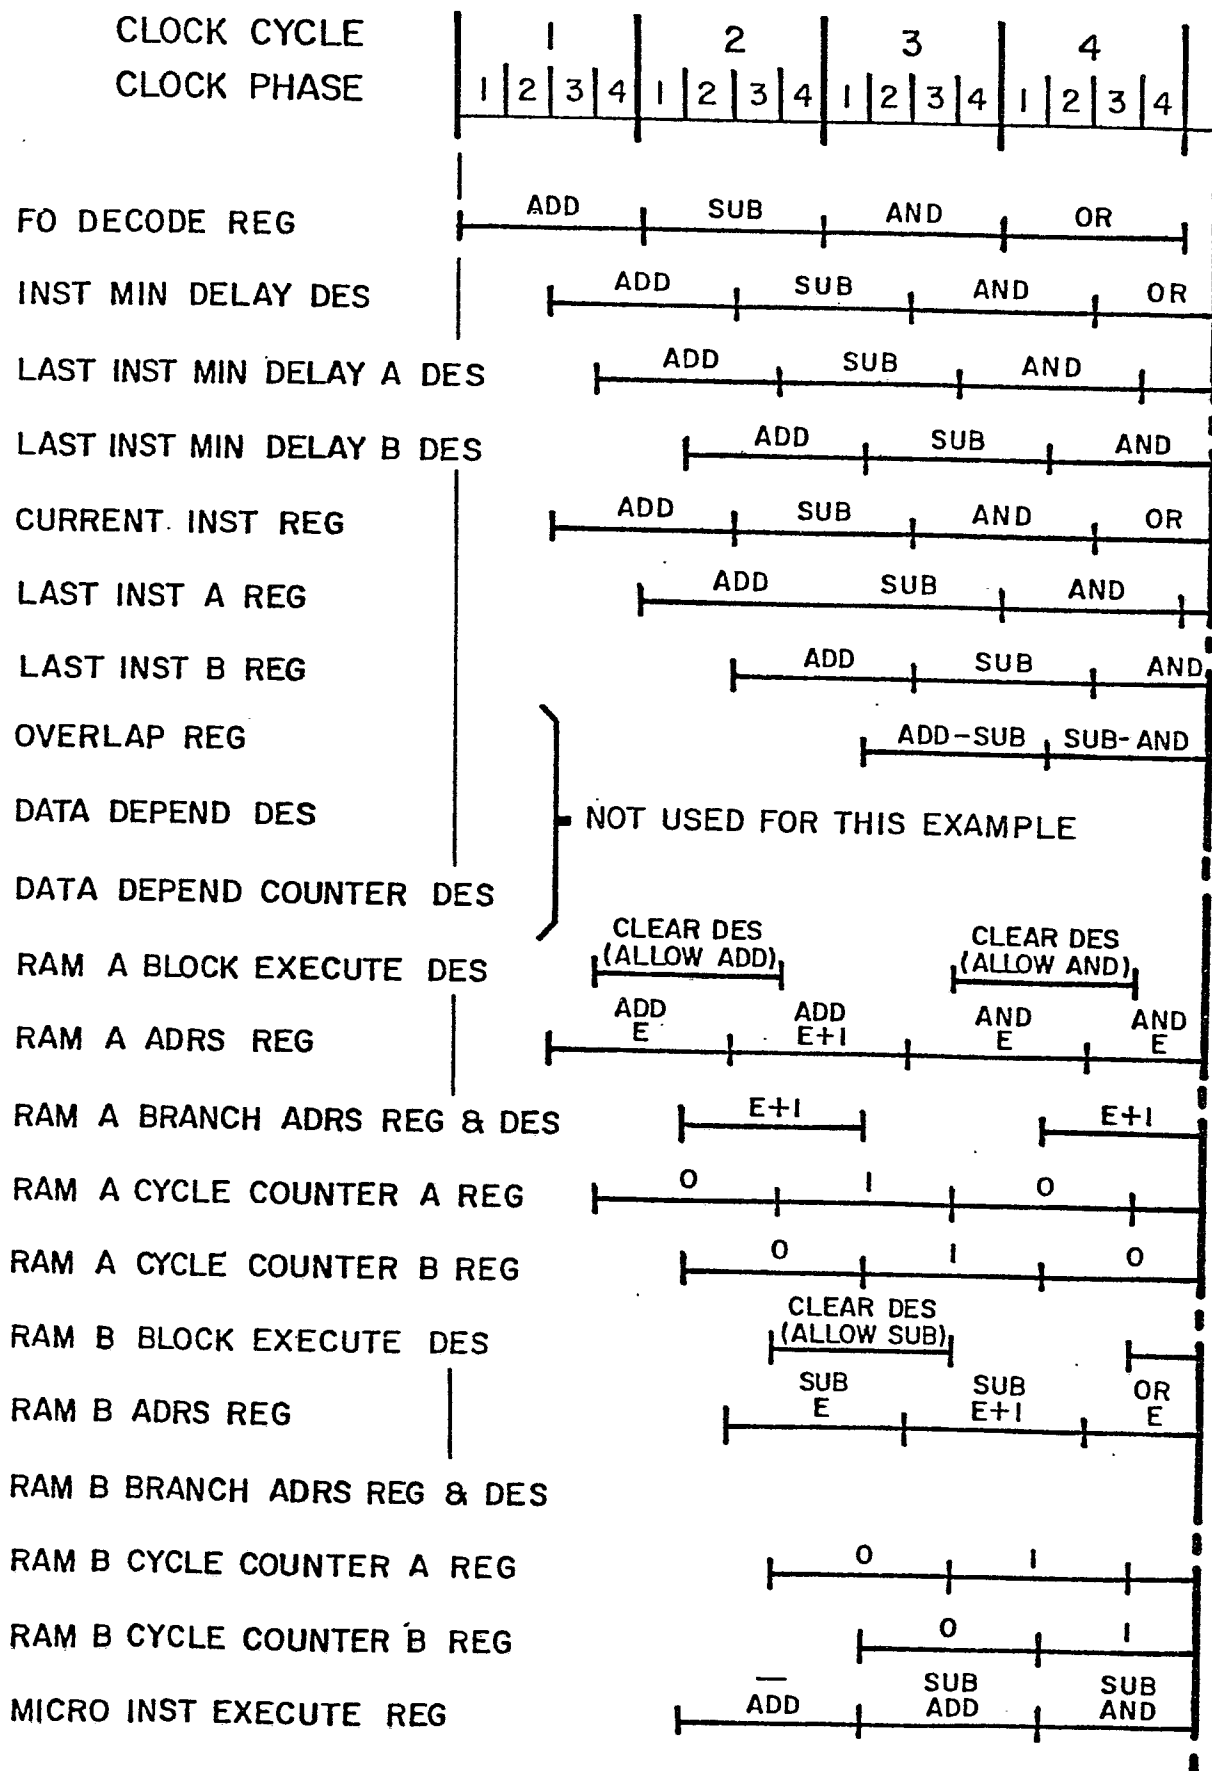 CLOCK CYCLE 1 2 3 4
CLOCK PHASE 1 2 3 4 1 2 3 4 1 2 3 4 1 2 3 4
FO DECODE REG ADD SUB AND OR
INST MIN DELAY DES ADD SUB AND OR
LAST INST MIN DELAY A DES ADD SUB AND
LAST INST MIN DELAY B DES ADD SUB AND
CURRENT INST REG ADD SUB AND OR
LAST INST A REG ADD SUB AND
LAST INST B REG ADD SUB AND
OVERLAP REG ADD-SUB SUB-AND
DATA DEPEND DES
NOT USED FOR THIS EXAMPLE
DATA DEPEND COUNTER DES
CLEAR DES CLEAR DES
RAM A BLOCK EXECUTE DES (ALLOW ADD) (ALLOW AND)
ADD ADD AND AND
RAM A ADRS REG E E+1 E E
RAM A BRANCH ADRS REG & DES E+1 E+1
RAM A CYCLE COUNTER A REG 0 1 0
RAM A CYCLE COUNTER B REG 0 1 0
CLEAR DES
RAM B BLOCK EXECUTE DES (ALLOW SUB)
SUB SUB OR
RAM B ADRS REG E E+1 E
RAM B BRANCH ADRS REG & DES
RAM B CYCLE COUNTER A REG 0 1
RAM B CYCLE COUNTER B REG 0 1
— SUB SUB
MICRO INST EXECUTE REG ADD ADD AND